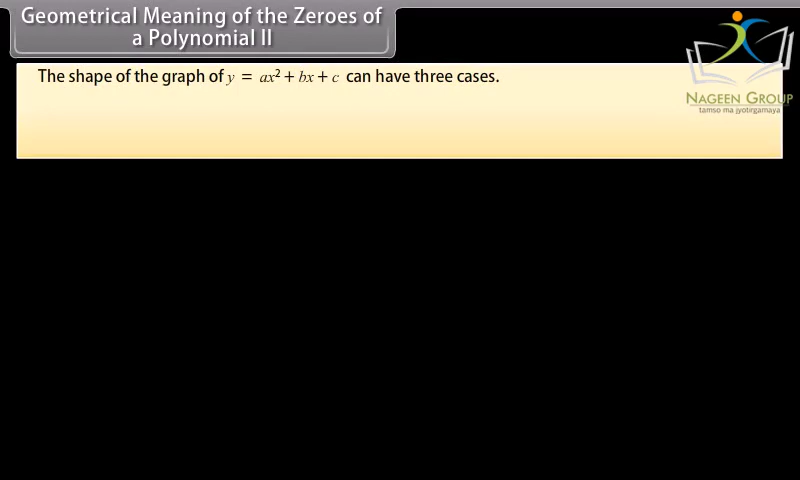 Geometrical Meaning of the Zeroes of
a Polynomial II
The shape of the graph of y = ax² + bx + c can have three cases.
NAGEEN GROUP
tamso ma jyotirgamaya